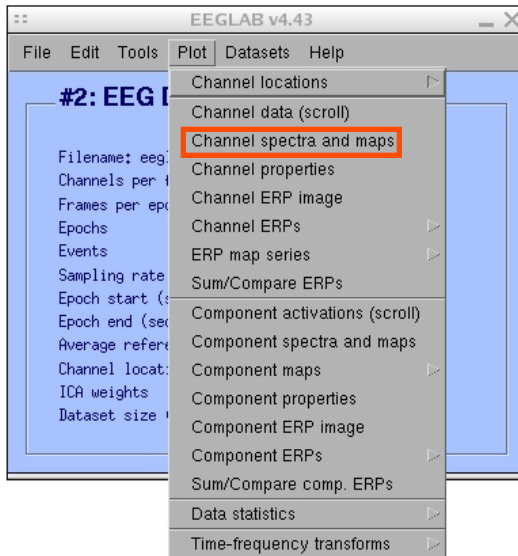 EEGLAB v4.43
File Edit Tools Plot Datasets Help
#2: EEG
Filename: eegl
Channels per
Frames per epo
Epochs
Events
Sampling rate
Epoch start (s
Epoch end (sec
Average refere
Channel locati
ICA weights
Dataset size
Channel locations
Channel data (scroll)
Channel spectra and maps
Channel properties
Channel ERP image
Channel ERPs
ERP map series
Sum/Compare ERPs
Component activations (scroll)
Component spectra and maps
Component maps
Component properties
Component ERP image
Component ERPs
Sum/Compare comp. ERPs
Data statistics
Time-frequency transforms